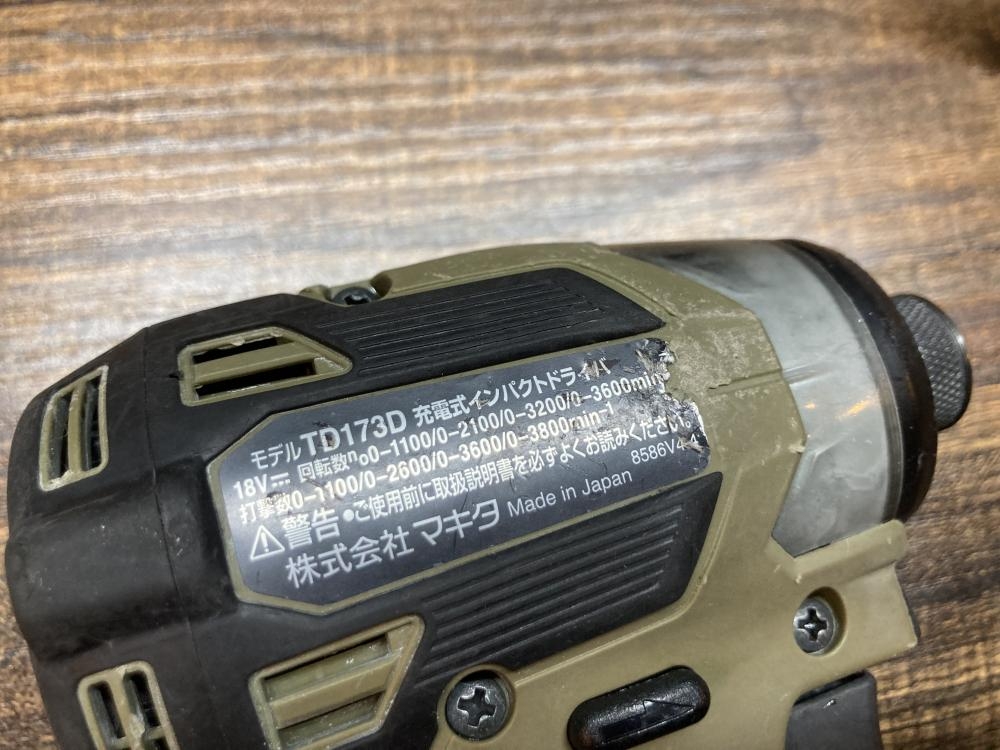 モデルTD173D 充電式インパクトドライバ
18V⎓ 回転数n₀0-1100/0-2100/0-3200/0-3600min
打撃数0-1100/0-2600/0-3600/0-3800min⁻¹
⚠警告 •ご使用前に取扱説明書を必ずよくお読みください。
株式会社マキタ Made in Japan